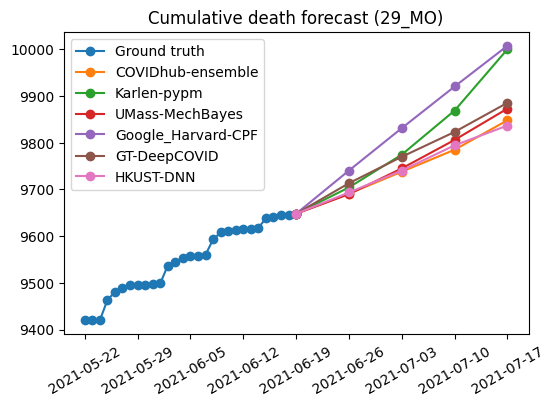 Cumulative death forecast (29_MO)
10000
9900
9800
9700
9600
9500
9400
Ground truth
COVIDhub-ensemble
Karlen-pypm
UMass-MechBayes
Google_Harvard-CPF
GT-DeepCOVID
HKUST-DNN
2021-05-22
2021-05-29
2021-06-05
2021-06-12
2021-06-19
2021-06-26
2021-07-03
2021-07-10
2021-07-17